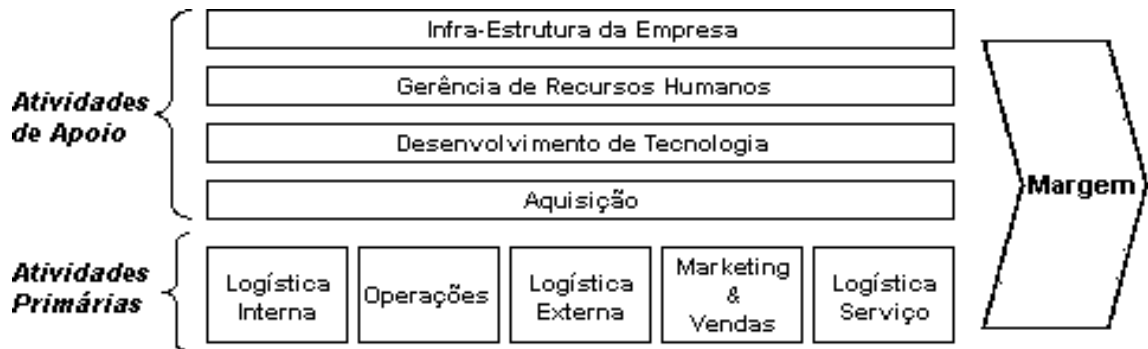 Infra-Estrutura da Empresa
Gerência de Recursos Humanos
Atividades
de Apoio
Desenvolvimento de Tecnologia
Aquisição
Margem
Atividades
Primárias
Logística
Interna
Operações
Logística
Externa
Marketing
&
Vendas
Logística
Serviço